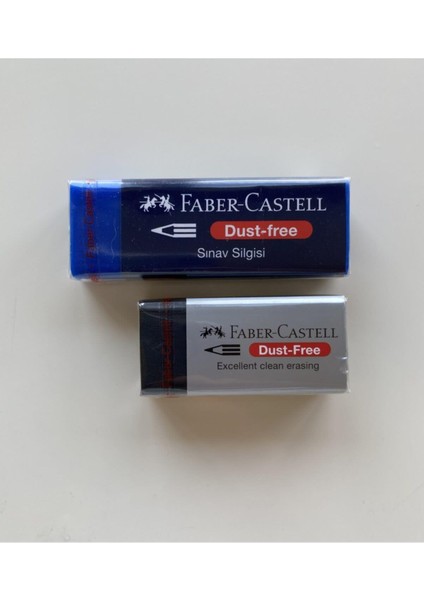 FABER-CASTELL
Dust-free
Sınav Silgisi
FABER-CASTELL
Dust-Free
Excellent clean erasing